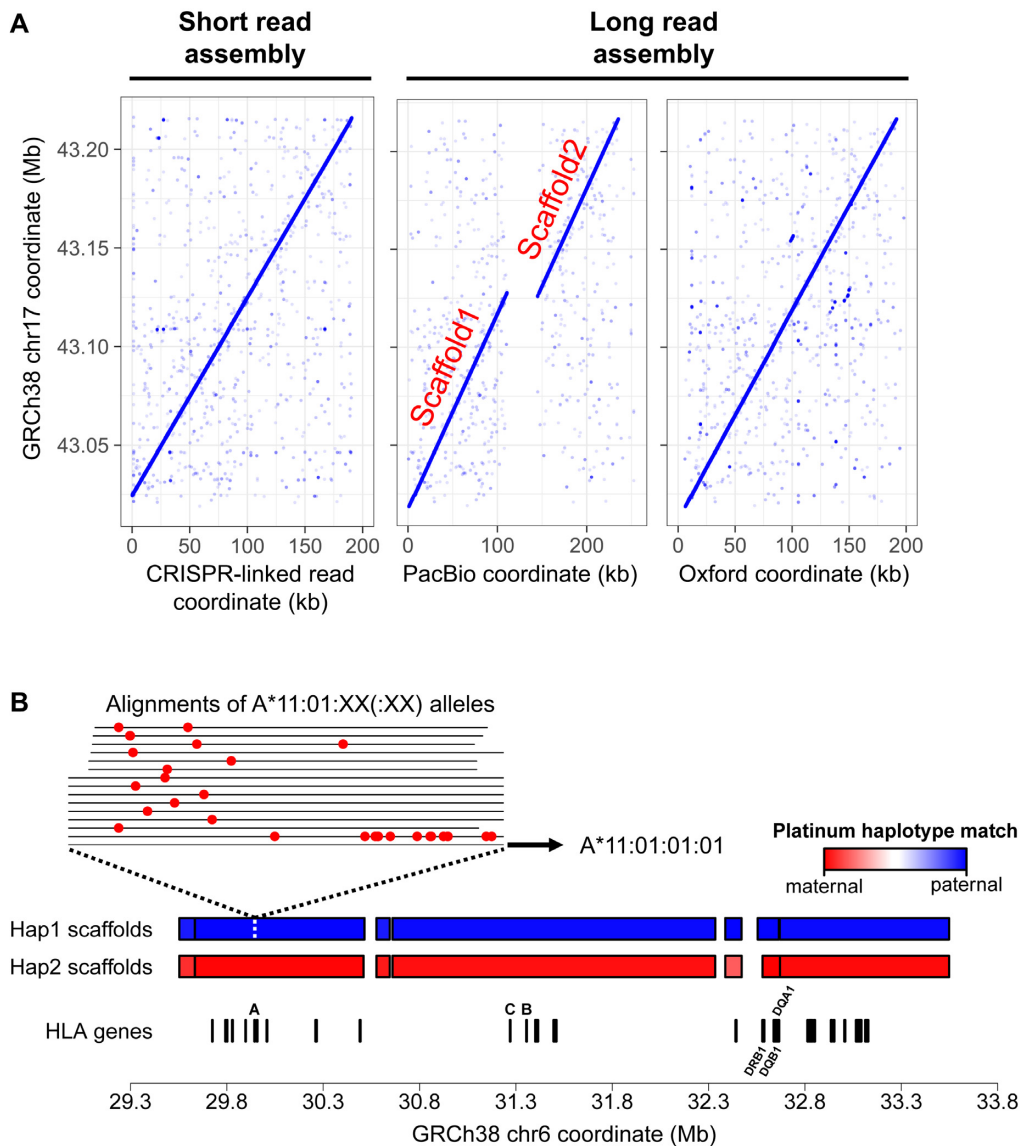 A
Short read
assembly
Long read
assembly
GRCh38 chr17 coordinate (Mb)
43.20
43.15
43.10
43.05
Scaffold1
Scaffold2
0 50 100 150 200
0 50 100 150 200
0 50 100 150 200
CRISPR-linked read
coordinate (kb)
PacBio coordinate (kb)
Oxford coordinate (kb)
B
Alignments of A*11:01:XX(:XX) alleles
A*11:01:01:01
Platinum haplotype match
maternal
paternal
Hap1 scaffolds
Hap2 scaffolds
HLA genes
A
C B
DQA1
DRB1
DQB1
29.3 29.8 30.3 30.8 31.3 31.8 32.3 32.8 33.3 33.8
GRCh38 chr6 coordinate (Mb)